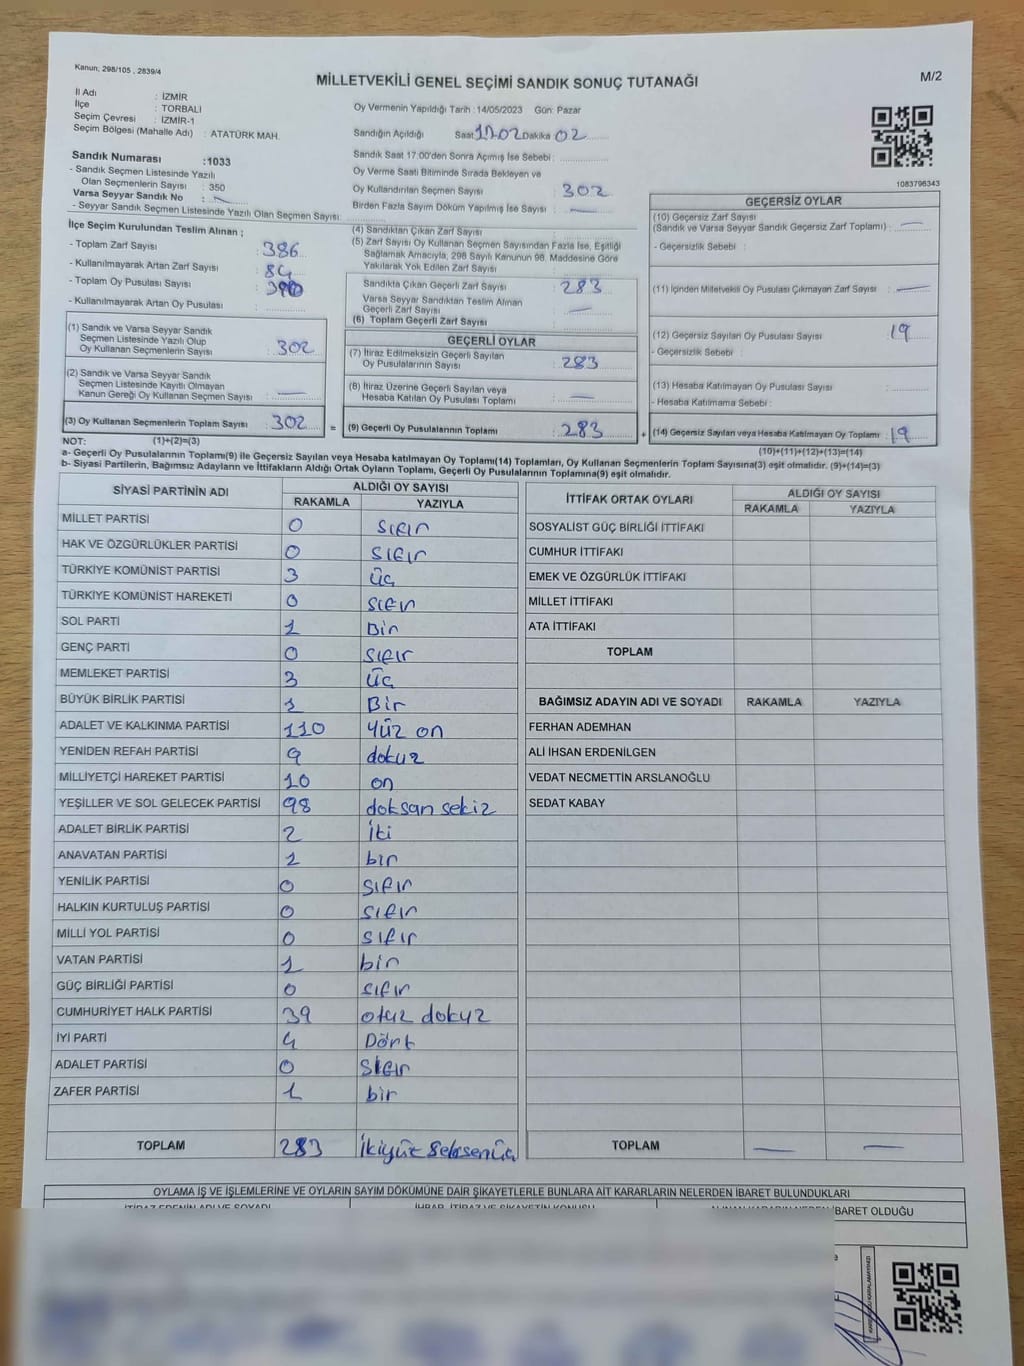 Kanun, 298/105 , 2839/4
MİLLETVEKİLİ GENEL SEÇİMİ SANDIK SONUÇ TUTANAĞI
M/2
İl Adı : İZMİR
İlçe : TORBALI
Seçim Çevresi : İZMİR-1
Seçim Bölgesi (Mahalle Adı) : ATATÜRK MAH.
Oy Vermenin Yapıldığı Tarih : 14/05/2023 Gün: Pazar
Sandığın Açıldığı Saat Dakika 02
Sandık Saat 17:00'den Sonra Açımış İse Sebebi :
Oy Verme Saati Bitiminde Sırada Bekleyen ve
Oy Kullandırılan Seçmen Sayısı : 302
Birden Fazla Sayım Döküm Yapılmış İse Sayısı : —
1083796343
Sandık Numarası :1033
- Sandık Seçmen Listesinde Yazılı
Olan Seçmenlerin Sayısı : 350
Varsa Seyyar Sandık No : —
- Seyyar Sandık Seçmen Listesinde Yazılı Olan Seçmen Sayısı:
İlçe Seçim Kurulundan Teslim Alınan ;
- Toplam Zarf Sayısı : 386
- Kullanılmayarak Artan Zarf Sayısı : 84
- Toplam Oy Pusulası Sayısı :
- Kullanılmayarak Artan Oy Pusulası :
(1) Sandık ve Varsa Seyyar Sandık
Seçmen Listesinde Yazılı Olup
Oy Kullanan Seçmenlerin Sayısı : 302
(2) Sandık ve Varsa Seyyar Sandık
Seçmen Listesinde Kayıtlı Olmayan
Kanun Gereği Oy Kullanan Seçmen Sayısı : —
(3) Oy Kullanan Seçmenlerin Toplam Sayısı : 302
(4) Sandıktan Çıkan Zarf Sayısı :
(5) Zarf Sayısı Oy Kullanan Seçmen Sayısından Fazla İse, Eşitliği
Sağlamak Amacıyla, 298 Sayılı Kanunun 98. Maddesine Göre
Yakılarak Yok Edilen Zarf Sayısı :
Sandıkta Çıkan Geçerli Zarf Sayısı : 283
Varsa Seyyar Sandıktan Teslim Alınan
Geçerli Zarf Sayısı : —
(6) Toplam Geçerli Zarf Sayısı :
GEÇERLİ OYLAR
(7) İtiraz Edilmeksizin Geçerli Sayılan
Oy Pusulalarının Sayısı : 283
(8) İtiraz Üzerine Geçerli Sayılan veya
Hesaba Katılan Oy Pusulası Toplamı : —
= (9) Geçerli Oy Pusulalarının Toplamı : 283
GEÇERSİZ OYLAR
(10) Geçersiz Zarf Sayısı
(Sandık ve Varsa Seyyar Sandık Geçersiz Zarf Toplamı) : —
- Geçersizlik Sebebi :
(11) İçinden Milletvekili Oy Pusulası Çıkmayan Zarf Sayısı : —
(12) Geçersiz Sayılan Oy Pusulası Sayısı : 19
- Geçersizlik Sebebi :
(13) Hesaba Katılmayan Oy Pusulası Sayısı :
- Hesaba Katılmama Sebebi :
+ (14) Geçersiz Sayılan veya Hesaba Katılmayan Oy Toplamı : 19
NOT: (1)+(2)=(3)
(10)+(11)+(12)+(13)=(14)
a- Geçerli Oy Pusulalarının Toplamı(9) ile Geçersiz Sayılan veya Hesaba katılmayan Oy Toplamı(14) Toplamları, Oy Kullanan Seçmenlerin Toplam Sayısına(3) eşit olmalıdır. (9)+(14)=(3)
b- Siyasi Partilerin, Bağımsız Adayların ve İttifakların Aldığı Ortak Oyların Toplamı, Geçerli Oy Pusulalarının Toplamına(9) eşit olmalıdır.
SİYASİ PARTİNİN ADI ALDIĞI OY SAYISI
RAKAMLA YAZIYLA
MİLLET PARTİSİ 0 sıfır
HAK VE ÖZGÜRLÜKLER PARTİSİ 0 sıfır
TÜRKİYE KOMÜNİST PARTİSİ 3 üç
TÜRKİYE KOMÜNİST HAREKETİ 0 sıfır
SOL PARTİ 1 Bir
GENÇ PARTİ 0 sıfır
MEMLEKET PARTİSİ 3 üç
BÜYÜK BİRLİK PARTİSİ 1 Bir
ADALET VE KALKINMA PARTİSİ 110 yüz on
YENİDEN REFAH PARTİSİ 9 dokuz
MİLLİYETÇİ HAREKET PARTİSİ 10 on
YEŞİLLER VE SOL GELECEK PARTİSİ 98 doksan sekiz
ADALET BİRLİK PARTİSİ 2 iki
ANAVATAN PARTİSİ 1 bir
YENİLİK PARTİSİ 0 sıfır
HALKIN KURTULUŞ PARTİSİ 0 sıfır
MİLLİ YOL PARTİSİ 0 sıfır
VATAN PARTİSİ 1 bir
GÜÇ BİRLİĞİ PARTİSİ 0 sıfır
CUMHURİYET HALK PARTİSİ 39 otuz dokuz
İYİ PARTİ 4 Dört
ADALET PARTİSİ 0 sıfır
ZAFER PARTİSİ 1 bir
TOPLAM 283 İkiyüz seksenüç
İTTİFAK ORTAK OYLARI ALDIĞI OY SAYISI
RAKAMLA YAZIYLA
SOSYALİST GÜÇ BİRLİĞİ İTTİFAKI
CUMHUR İTTİFAKI
EMEK VE ÖZGÜRLÜK İTTİFAKI
MİLLET İTTİFAKI
ATA İTTİFAKI
TOPLAM
BAĞIMSIZ ADAYIN ADI VE SOYADI RAKAMLA YAZIYLA
FERHAN ADEMHAN
ALİ İHSAN ERDENİLGEN
VEDAT NECMETTİN ARSLANOĞLU
SEDAT KABAY
TOPLAM — —
OYLAMA İŞ VE İŞLEMLERİNE VE OYLARIN SAYIM DÖKÜMÜNE DAİR ŞİKAYETLERLE BUNLARA AİT KARARLARIN NELERDEN İBARET BULUNDUKLARI
İBARET OLDUĞU